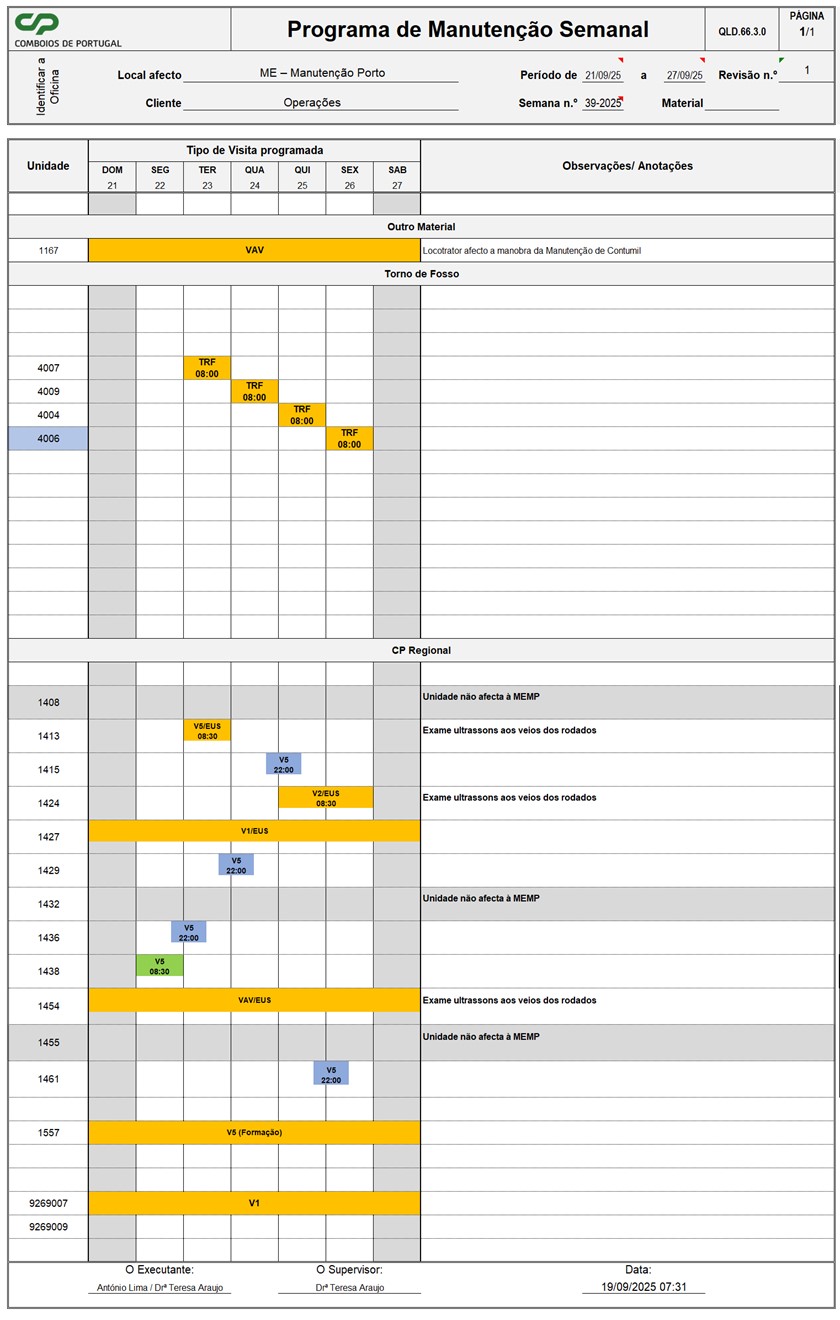 CP
COMBOIOS DE PORTUGAL
Programa de Manutenção Semanal
QLD.66.3.0
PÁGINA
1/1
Identificar a
Oficina
Local afecto ME – Manutenção Porto
Período de 21/09/25 a 27/09/25 Revisão n.º 1
Cliente Operações
Semana n.º 39-2025 Material
Unidade
Tipo de Visita programada
Observações/ Anotações
DOM SEG TER QUA QUI SEX SAB
21 22 23 24 25 26 27
Outro Material
1167 VAV Locotrator afecto a manobra da Manutenção de Contumil
Torno de Fosso
4007 TRF
08:00
4009 TRF
08:00
4004 TRF
08:00
4006 TRF
08:00
CP Regional
1408 Unidade não afecta à MEMP
1413 V5/EUS Exame ultrassons aos veios dos rodados
08:30
1415 V5
22:00
1424 V2/EUS Exame ultrassons aos veios dos rodados
08:30
1427 V1/EUS
1429 V5
22:00
1432 Unidade não afecta à MEMP
1436 V5
22:00
1438 V5
08:30
1454 VAV/EUS Exame ultrassons aos veios dos rodados
1455 Unidade não afecta à MEMP
1461 V5
22:00
1557 V5 (Formação)
9269007 V1
9269009
O Executante: O Supervisor: Data:
António Lima / Drª Teresa Araujo Drª Teresa Araujo 19/09/2025 07:31